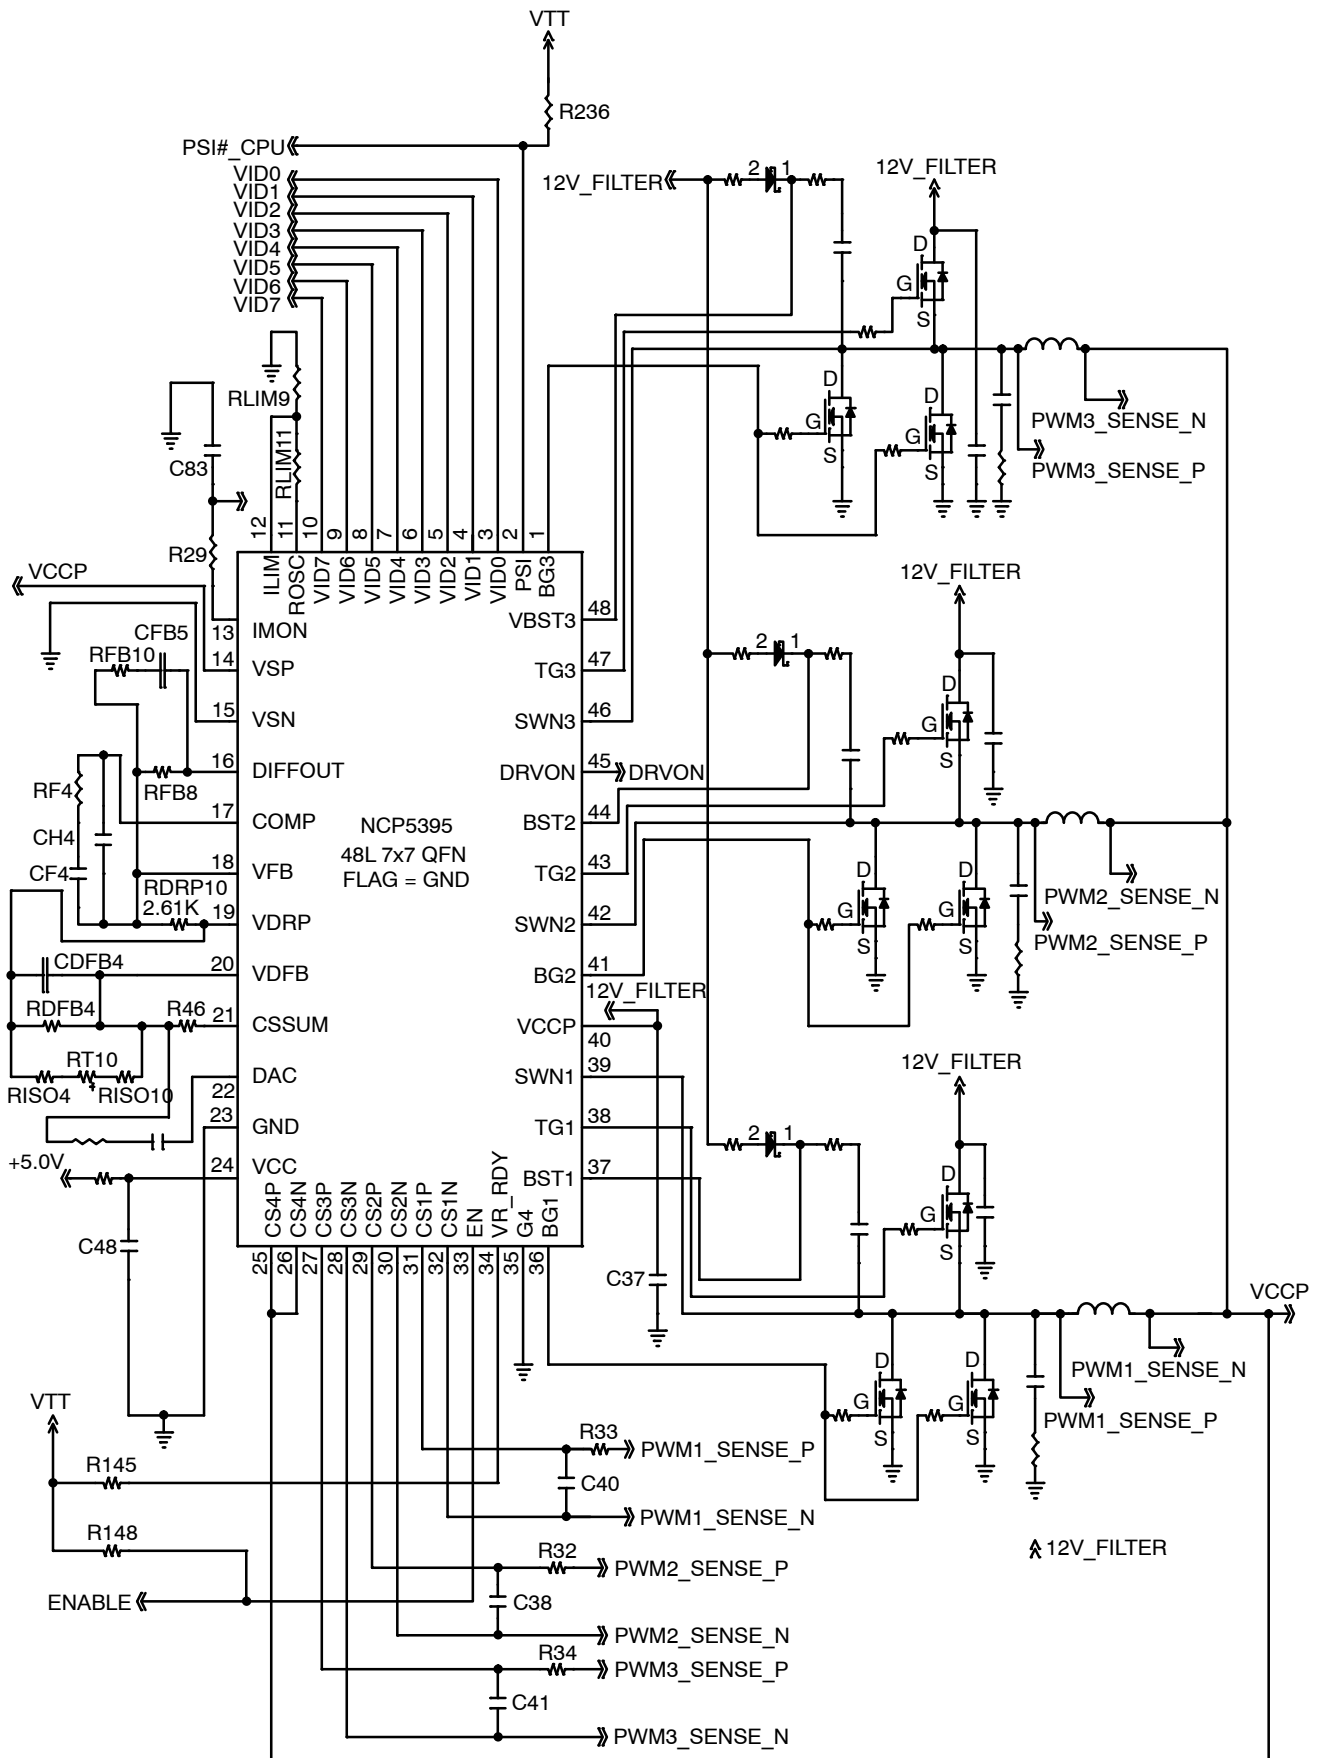 VTT
R236
PSI#_CPU
VID0
VID1
VID2
VID3
VID4
VID5
VID6
VID7
12V_FILTER
2 1
12V_FILTER
D
G
S
RLIM9
RLIM11
C83
R29
VCCP
D
G
S
D
G
S
PWM3_SENSE_N
PWM3_SENSE_P
12 11 10 9 8 7 6 5 4 3 2 1
ILIM ROSC VID7 VID6 VID5 VID4 VID3 VID2 VID1 VID0 PSI BG3
13 IMON
14 VSP
15 VSN
16 DIFFOUT
17 COMP
18 VFB
19 VDRP
20 VDFB
21 CSSUM
22 DAC
23 GND
24 VCC
NCP5395
48L 7x7 QFN
FLAG = GND
VBST3 48
TG3 47
SWN3 46
DRVON 45 DRVON
BST2 44
TG2 43
SWN2 42
BG2 41
VCCP 40
SWN1 39
TG1 38
BST1 37
CS4P CS4N CS3P CS3N CS2P CS2N CS1P CS1N EN VR_RDY G4 BG1
25 26 27 28 29 30 31 32 33 34 35 36
CFB5
RFB10
RFB8
RF4
CH4
CF4
RDRP10
2.61K
CDFB4
RDFB4
R46
RT10
RISO4 RISO10
+5.0V
C48
12V_FILTER
2 1
D
G
S
D
G
S
D
G
S
PWM2_SENSE_N
PWM2_SENSE_P
12V_FILTER
12V_FILTER
2 1
D
G
S
C37
VCCP
D
G
S
D
G
S
PWM1_SENSE_N
PWM1_SENSE_P
VTT
R145
R148
ENABLE
R33 PWM1_SENSE_P
C40
PWM1_SENSE_N
R32 PWM2_SENSE_P
C38
PWM2_SENSE_N
R34 PWM3_SENSE_P
C41
PWM3_SENSE_N
12V_FILTER